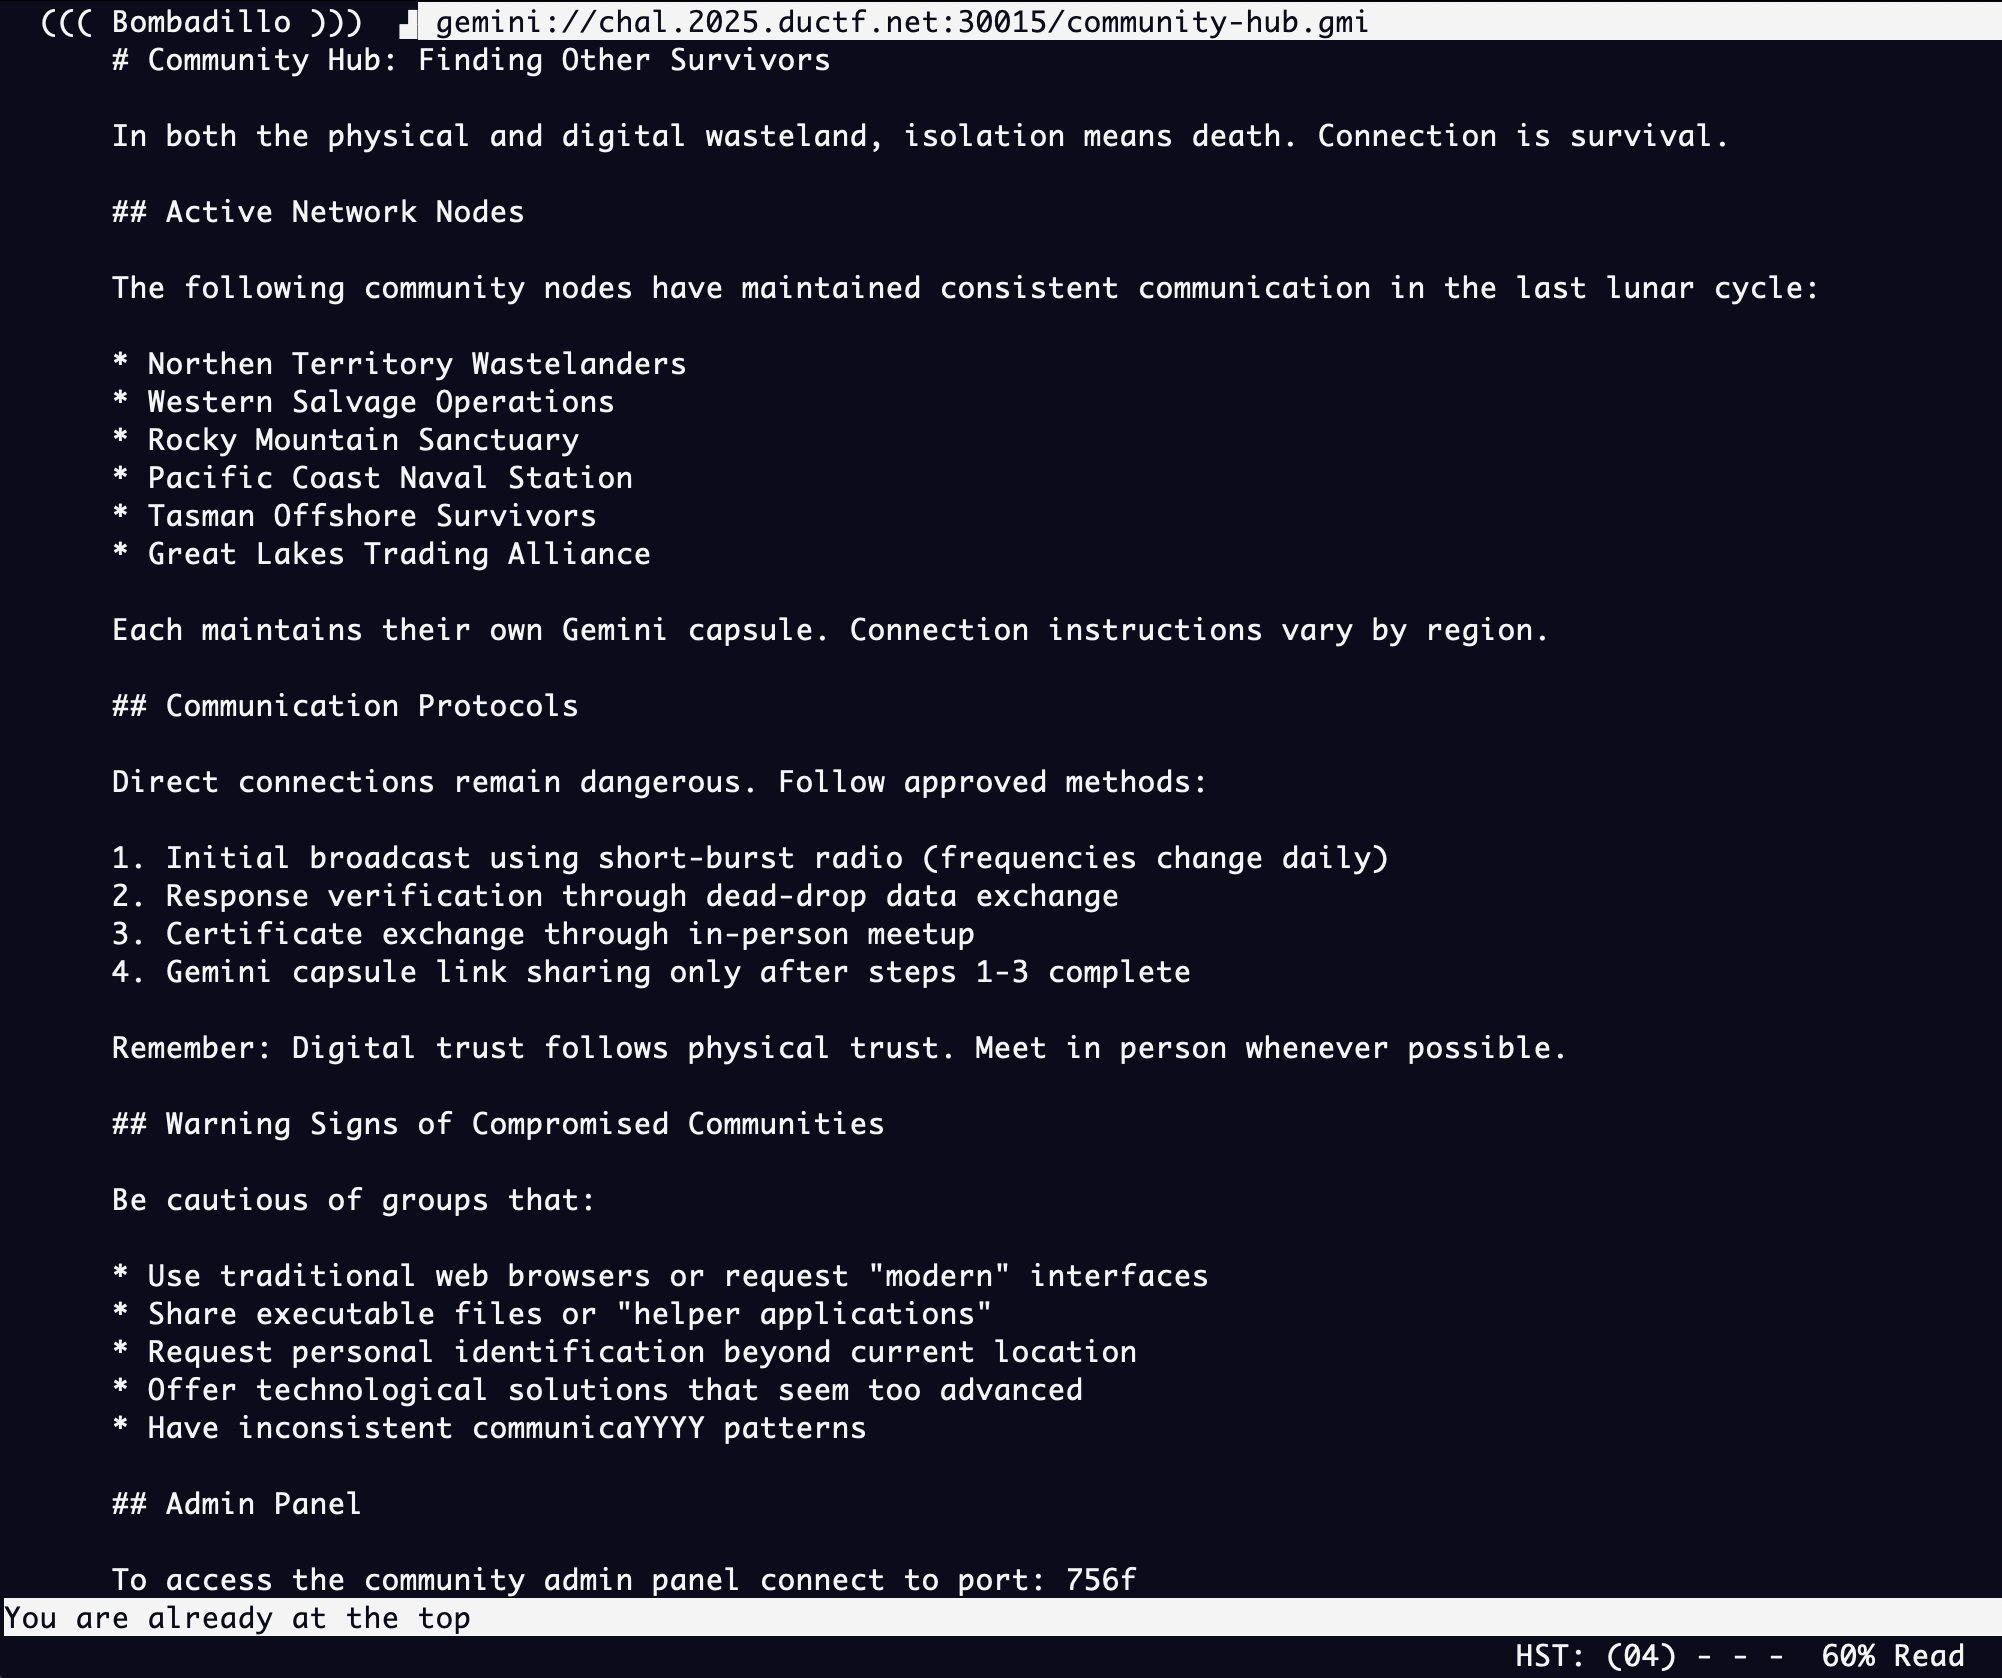 ((( Bombadillo ))) gemini://chal.2025.ductf.net:30015/community-hub.gmi
# Community Hub: Finding Other Survivors
In both the physical and digital wasteland, isolation means death. Connection is survival.
## Active Network Nodes
The following community nodes have maintained consistent communication in the last lunar cycle:
* Northen Territory Wastelanders
* Western Salvage Operations
* Rocky Mountain Sanctuary
* Pacific Coast Naval Station
* Tasman Offshore Survivors
* Great Lakes Trading Alliance
Each maintains their own Gemini capsule. Connection instructions vary by region.
## Communication Protocols
Direct connections remain dangerous. Follow approved methods:
1. Initial broadcast using short-burst radio (frequencies change daily)
2. Response verification through dead-drop data exchange
3. Certificate exchange through in-person meetup
4. Gemini capsule link sharing only after steps 1-3 complete
Remember: Digital trust follows physical trust. Meet in person whenever possible.
## Warning Signs of Compromised Communities
Be cautious of groups that:
* Use traditional web browsers or request "modern" interfaces
* Share executable files or "helper applications"
* Request personal identification beyond current location
* Offer technological solutions that seem too advanced
* Have inconsistent communicaYYYY patterns
## Admin Panel
To access the community admin panel connect to port: 756f
You are already at the top
HST: (04) - - - 60% Read